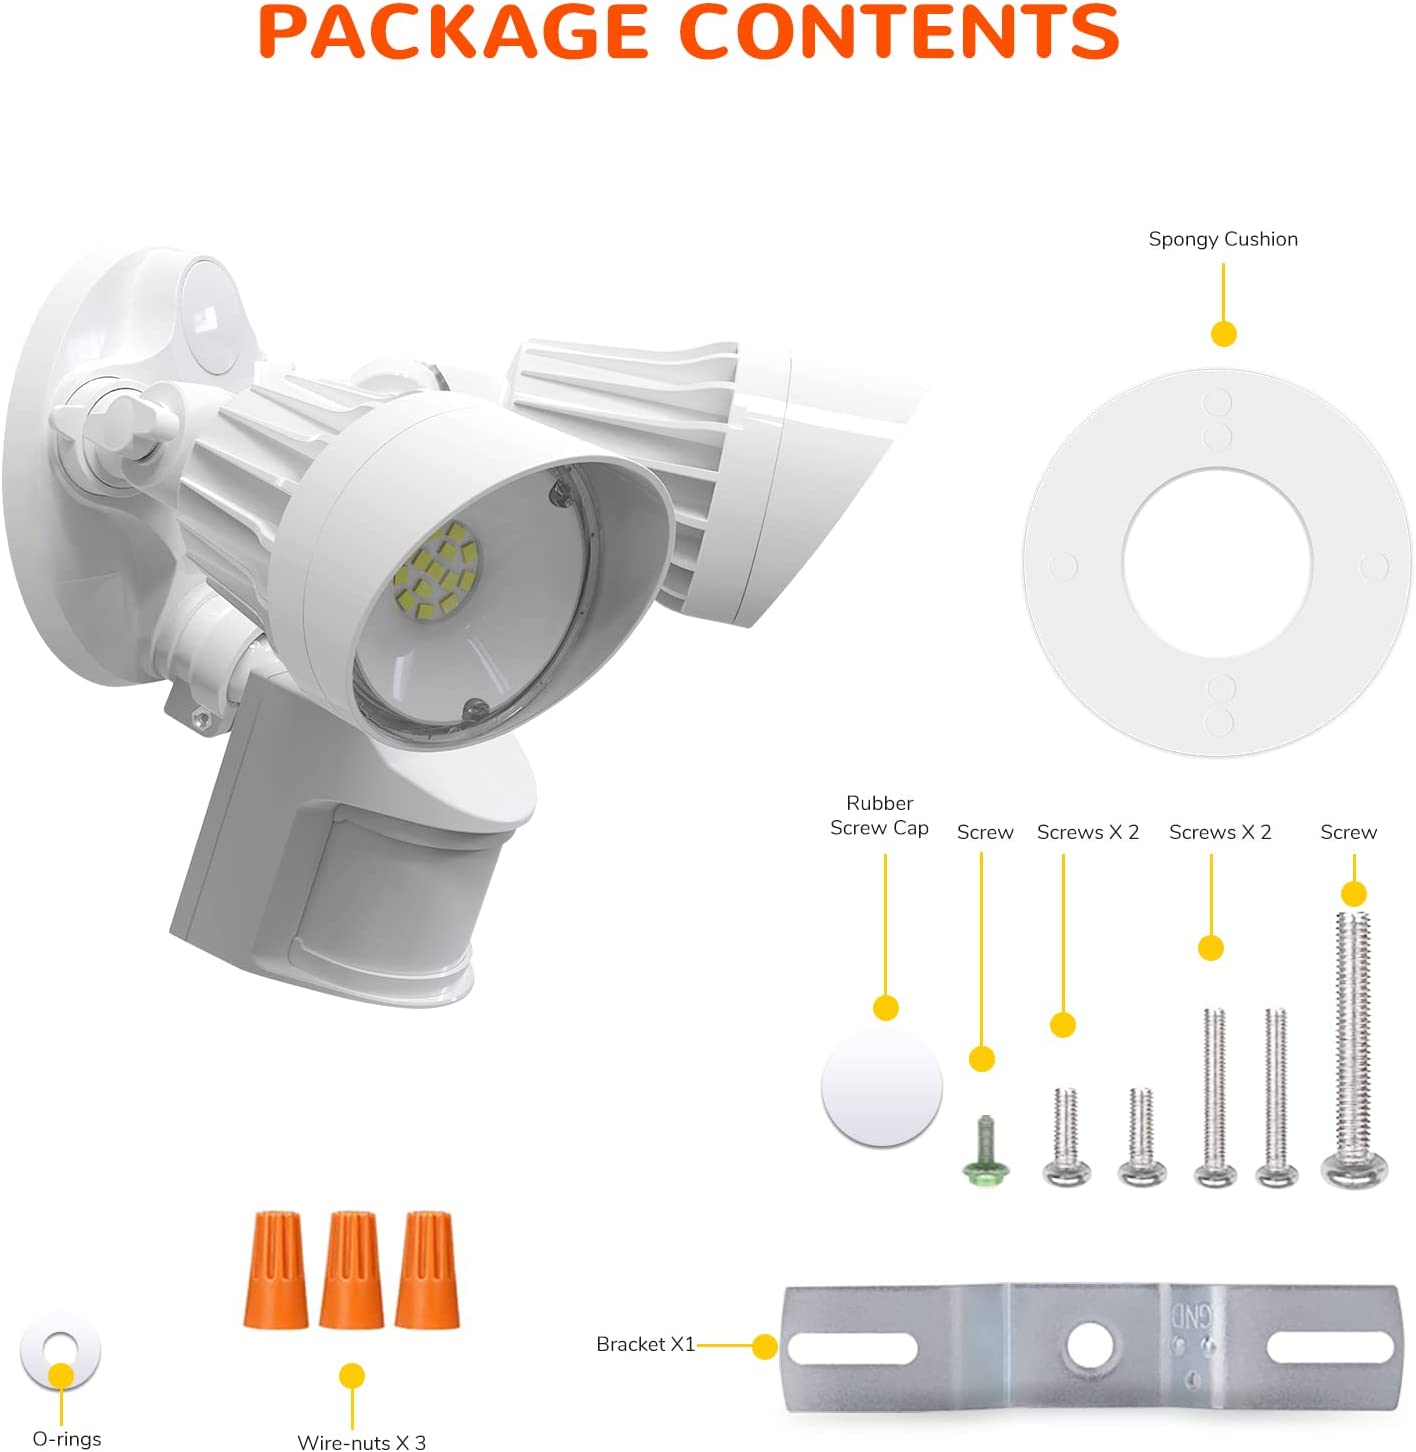 PACKAGE CONTENTS
Spongy Cushion
Rubber
Screw Cap
Screw
Screws X 2
Screws X 2
Screw
GND
Bracket X1
O-rings
Wire-nuts X 3